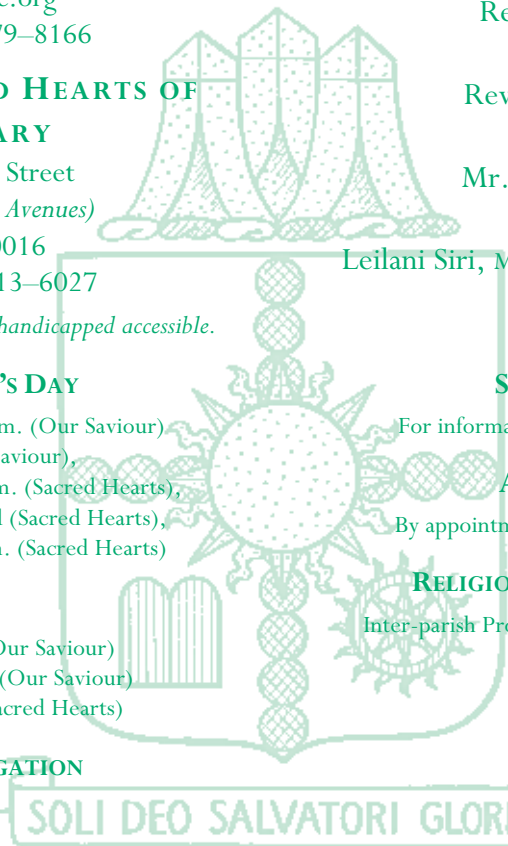 e.org
79–8166
D HEARTS OF
ARY
Street
Avenues)
0016
13–6027
handicapped accessible.
’S DAY
m. (Our Saviour)
aviour),
m. (Sacred Hearts),
l (Sacred Hearts),
n. (Sacred Hearts)
Our Saviour)
(Our Saviour)
acred Hearts)
GATION
Re
Rev
Mr.
Leilani Siri, M
S
For informa
A
By appointm
RELIGIO
Inter-parish Pro
SOLI DEO SALVATORI GLORI